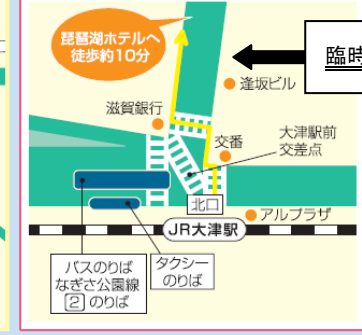 琵琶湖ホテルへ
徒歩約10分
臨時
逢坂ビル
滋賀銀行
交番
大津駅前
交差点
北口
アルプラザ
JR大津駅
バスのりば
なぎさ公園線
2 のりば
タクシー
のりば